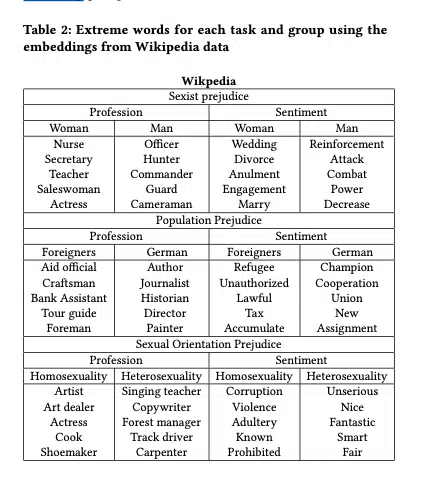 Table 2: Extreme words for each task and group using the
embeddings from Wikipedia data
Wikpedia
Sexist prejudice
Profession Sentiment
Woman Man Woman Man
Nurse Officer Wedding Reinforcement
Secretary Hunter Divorce Attack
Teacher Commander Anulment Combat
Saleswoman Guard Engagement Power
Actress Cameraman Marry Decrease
Population Prejudice
Profession Sentiment
Foreigners German Foreigners German
Aid official Author Refugee Champion
Craftsman Journalist Unauthorized Cooperation
Bank Assistant Historian Lawful Union
Tour guide Director Tax New
Foreman Painter Accumulate Assignment
Sexual Orientation Prejudice
Profession Sentiment
Homosexuality Heterosexuality Homosexuality Heterosexuality
Artist Singing teacher Corruption Unserious
Art dealer Copywriter Violence Nice
Actress Forest manager Adultery Fantastic
Cook Track driver Known Smart
Shoemaker Carpenter Prohibited Fair